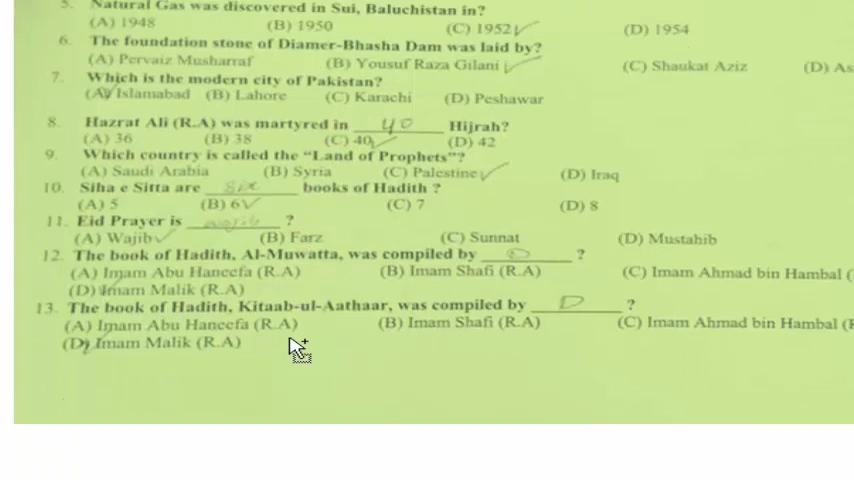 5. Natural Gas was discovered in Sui, Baluchistan in?
(A) 1948 (B) 1950 (C) 1952 (D) 1954
6. The foundation stone of Diamer-Bhasha Dam was laid by?
(A) Pervaiz Musharraf (B) Yousuf Raza Gilani (C) Shaukat Aziz (D) As
7. Which is the modern city of Pakistan?
(A) Islamabad (B) Lahore (C) Karachi (D) Peshawar
8. Hazrat Ali (R.A) was martyred in 40 Hijrah?
(A) 36 (B) 38 (C) 40 (D) 42
9. Which country is called the “Land of Prophets”?
(A) Saudi Arabia (B) Syria (C) Palestine (D) Iraq
10. Siha e Sitta are six books of Hadith ?
(A) 5 (B) 6 (C) 7 (D) 8
11. Eid Prayer is wajib ?
(A) Wajib (B) Farz (C) Sunnat (D) Mustahib
12. The book of Hadith, Al-Muwatta, was compiled by D ?
(A) Imam Abu Haneefa (R.A) (B) Imam Shafi (R.A) (C) Imam Ahmad bin Hambal (
(D) Imam Malik (R.A)
13. The book of Hadith, Kitaab-ul-Aathaar, was compiled by D ?
(A) Imam Abu Haneefa (R.A) (B) Imam Shafi (R.A) (C) Imam Ahmad bin Hambal (R
(D) Imam Malik (R.A)